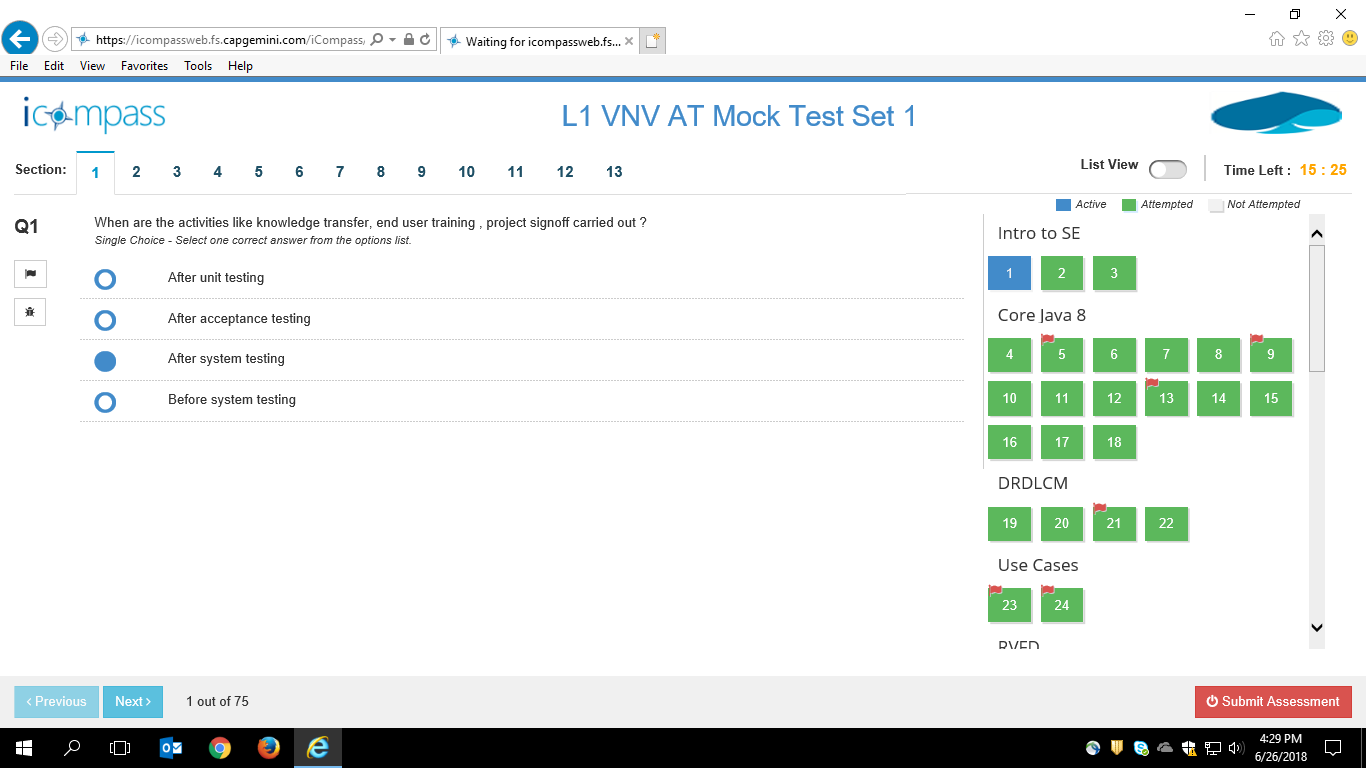 https://icompassweb.fs.capgemini.com/iCompass/
Waiting for icompassweb.fs...
File Edit View Favorites Tools Help
icompass
L1 VNV AT Mock Test Set 1
Section: 1 2 3 4 5 6 7 8 9 10 11 12 13
List View
Time Left : 15 : 25
Active Attempted Not Attempted
Q1
When are the activities like knowledge transfer, end user training , project signoff carried out ?
Single Choice - Select one correct answer from the options list.
After unit testing
After acceptance testing
After system testing
Before system testing
Intro to SE
1 2 3
Core Java 8
4 5 6 7 8 9
10 11 12 13 14 15
16 17 18
DRDLCM
19 20 21 22
Use Cases
23 24
‹ Previous Next › 1 out of 75
Submit Assessment
4:29 PM
6/26/2018